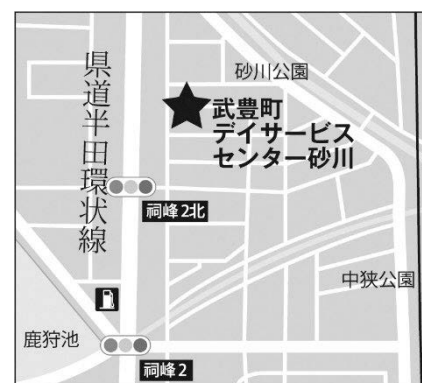 県道半田環状線
砂川公園
武豊町
デイサービス
センター砂川
祠峰2北
中狭公園
鹿狩池
祠峰2